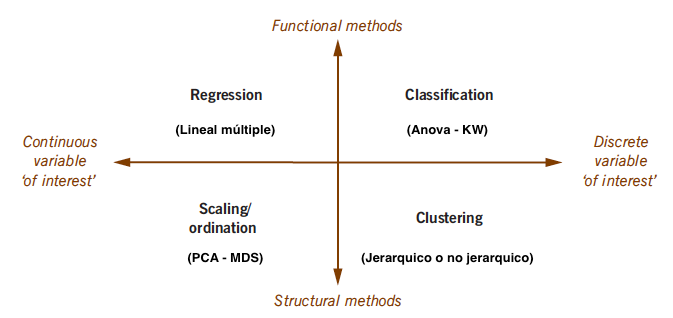 Functional methods
Regression
Classification
(Lineal múltiple)
(Anova - KW)
Continuous
variable
‘of interest’
Discrete
variable
‘of interest’
Scaling/
ordination
Clustering
(PCA - MDS)
(Jerarquico o no jerarquico)
Structural methods